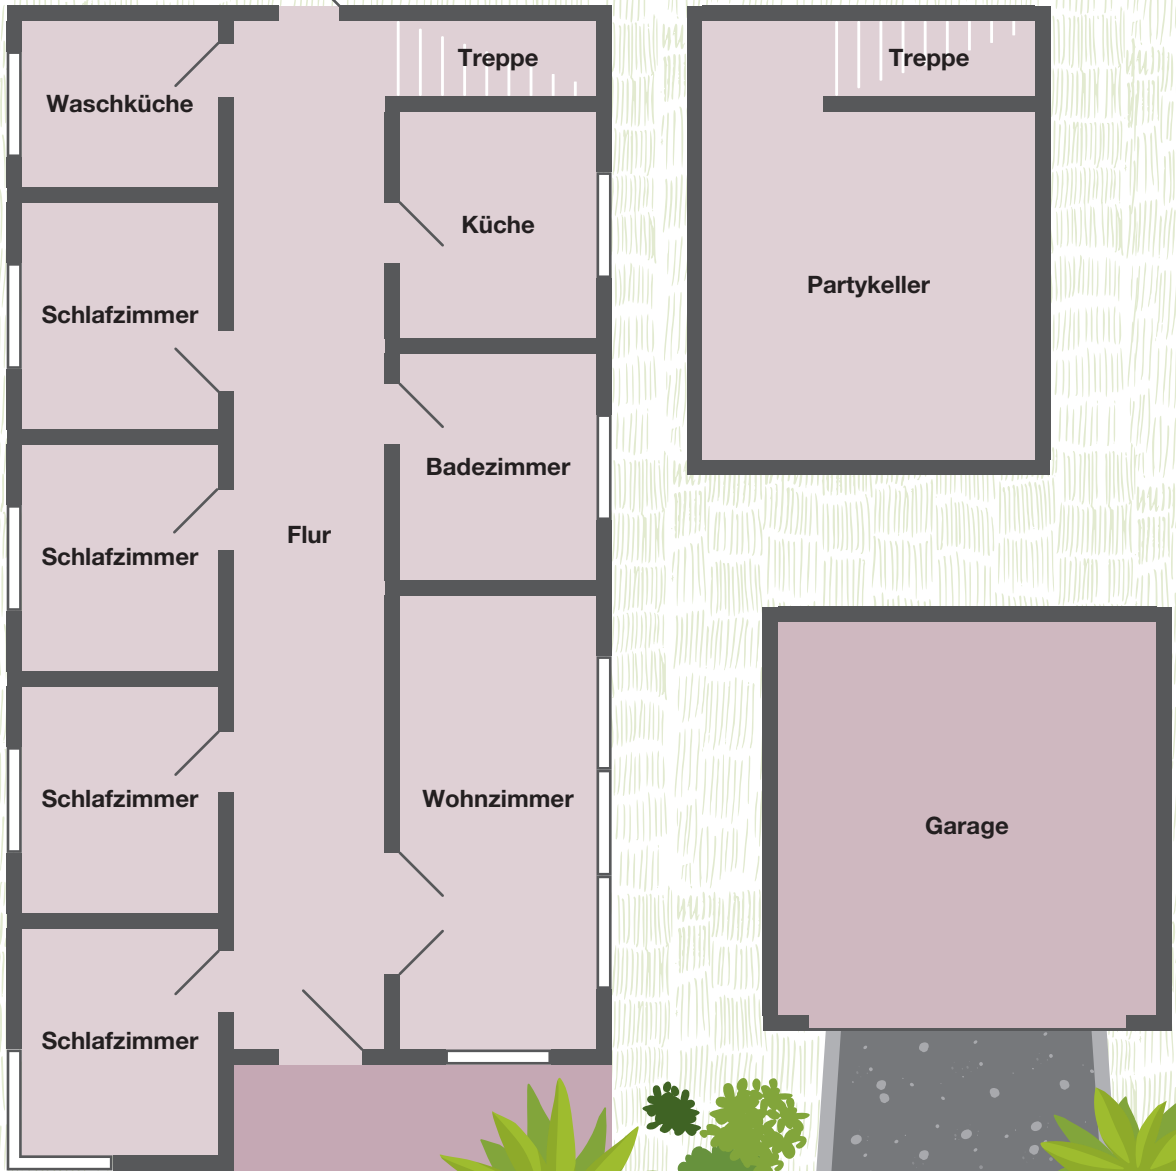 Treppe
Waschküche
Küche
Schlafzimmer
Badezimmer
Flur
Schlafzimmer
Schlafzimmer
Wohnzimmer
Schlafzimmer
Treppe
Partykeller
Garage